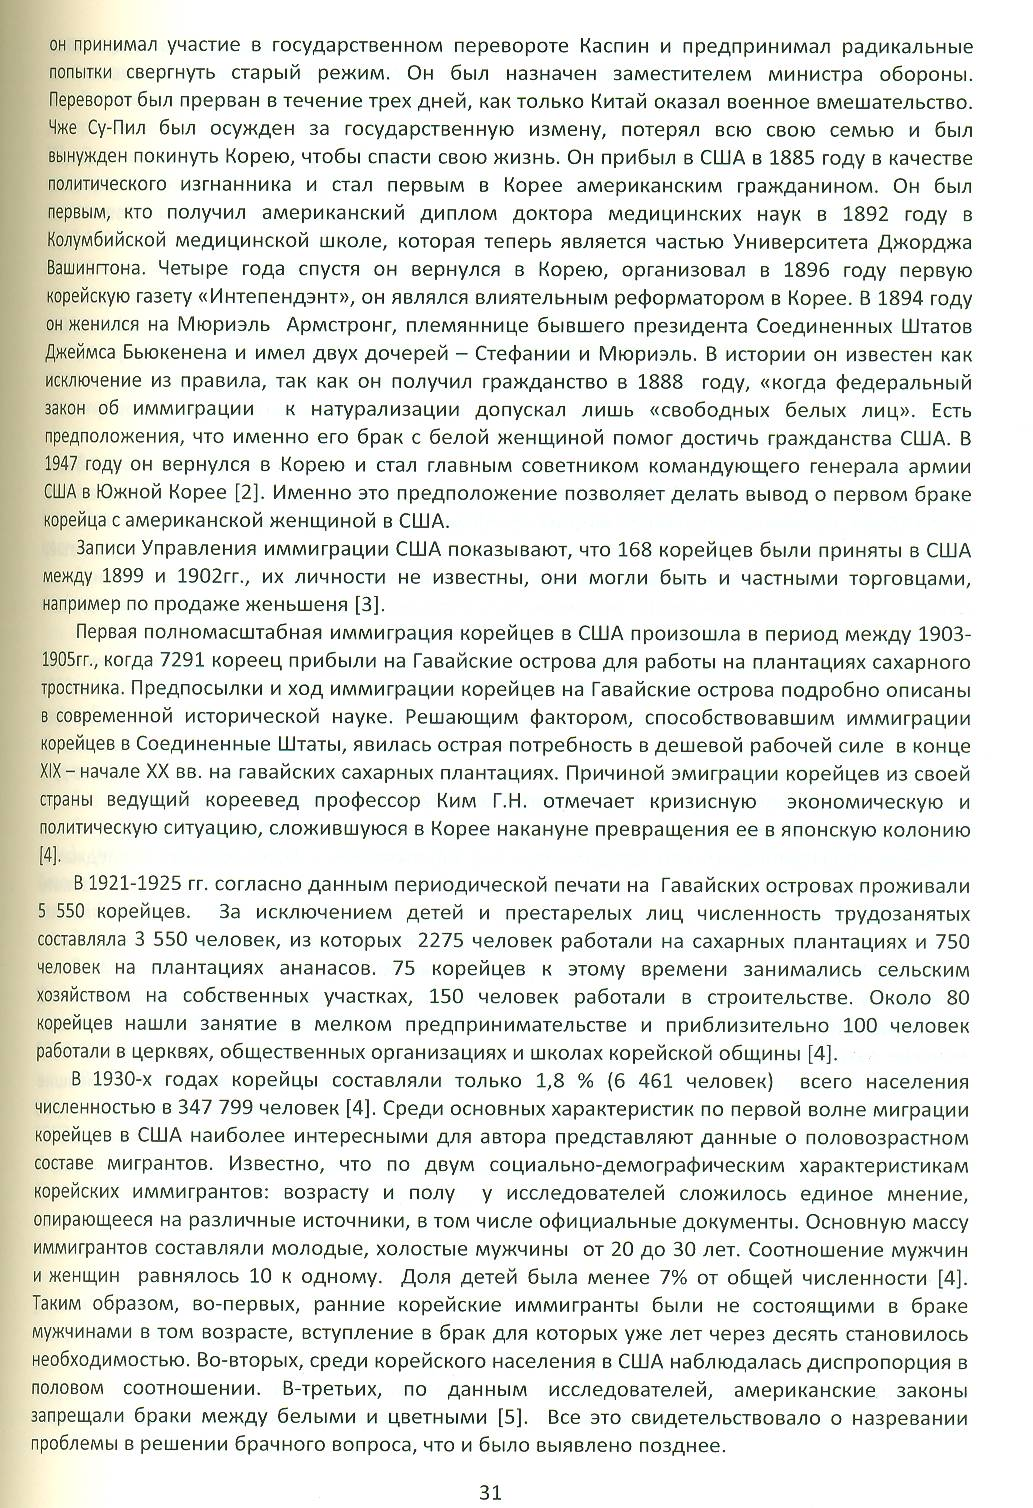 он принимал участие в государственном перевороте Каспин и предпринимал радикальные
попытки свергнуть старый режим. Он был назначен заместителем министра обороны.
Переворот был прерван в течение трех дней, как только Китай оказал военное вмешательство.
Чже Су-Пил был осужден за государственную измену, потерял всю свою семью и был
вынужден покинуть Корею, чтобы спасти свою жизнь. Он прибыл в США в 1885 году в качестве
политического изгнанника и стал первым в Корее американским гражданином. Он был
первым, кто получил американский диплом доктора медицинских наук в 1892 году в
Колумбийской медицинской школе, которая теперь является частью Университета Джорджа
Вашингтона. Четыре года спустя он вернулся в Корею, организовал в 1896 году первую
корейскую газету «Интепендэнт», он являлся влиятельным реформатором в Корее. В 1894 году
он женился на Мюриэль Армстронг, племяннице бывшего президента Соединенных Штатов
Джеймса Бьюкенена и имел двух дочерей – Стефании и Мюриэль. В истории он известен как
исключение из правила, так как он получил гражданство в 1888 году, «когда федеральный
закон об иммиграции к натурализации допускал лишь «свободных белых лиц». Есть
предположения, что именно его брак с белой женщиной помог достичь гражданства США. В
1947 году он вернулся в Корею и стал главным советником командующего генерала армии
США в Южной Корее [2]. Именно это предположение позволяет делать вывод о первом браке
корейца с американской женщиной в США.
Записи Управления иммиграции США показывают, что 168 корейцев были приняты в США
между 1899 и 1902гг., их личности не известны, они могли быть и частными торговцами,
например по продаже женьшеня [3].
Первая полномасштабная иммиграция корейцев в США произошла в период между 1903-
1905гг., когда 7291 кореец прибыли на Гавайские острова для работы на плантациях сахарного
тростника. Предпосылки и ход иммиграции корейцев на Гавайские острова подробно описаны
в современной исторической науке. Решающим фактором, способствовавшим иммиграции
корейцев в Соединенные Штаты, явилась острая потребность в дешевой рабочей силе в конце
XIX – начале XX вв. на гавайских сахарных плантациях. Причиной эмиграции корейцев из своей
страны ведущий кореевед профессор Ким Г.Н. отмечает кризисную экономическую и
политическую ситуацию, сложившуюся в Корее накануне превращения ее в японскую колонию
[4].
В 1921-1925 гг. согласно данным периодической печати на Гавайских островах проживали
5 550 корейцев. За исключением детей и престарелых лиц численность трудозанятых
составляла 3 550 человек, из которых 2275 человек работали на сахарных плантациях и 750
человек на плантациях ананасов. 75 корейцев к этому времени занимались сельским
хозяйством на собственных участках, 150 человек работали в строительстве. Около 80
корейцев нашли занятие в мелком предпринимательстве и приблизительно 100 человек
работали в церквях, общественных организациях и школах корейской общины [4].
В 1930-х годах корейцы составляли только 1,8 % (6 461 человек) всего населения
численностью в 347 799 человек [4]. Среди основных характеристик по первой волне миграции
корейцев в США наиболее интересными для автора представляют данные о половозрастном
составе мигрантов. Известно, что по двум социально-демографическим характеристикам
корейских иммигрантов: возрасту и полу у исследователей сложилось единое мнение,
опирающееся на различные источники, в том числе официальные документы. Основную массу
иммигрантов составляли молодые, холостые мужчины от 20 до 30 лет. Соотношение мужчин
и женщин равнялось 10 к одному. Доля детей была менее 7% от общей численности [4].
Таким образом, во-первых, ранние корейские иммигранты были не состоящими в браке
мужчинами в том возрасте, вступление в брак для которых уже лет через десять становилось
необходимостью. Во-вторых, среди корейского населения в США наблюдалась диспропорция в
половом соотношении. В-третьих, по данным исследователей, американские законы
запрещали браки между белыми и цветными [5]. Все это свидетельствовало о назревании
проблемы в решении брачного вопроса, что и было выявлено позднее.
31